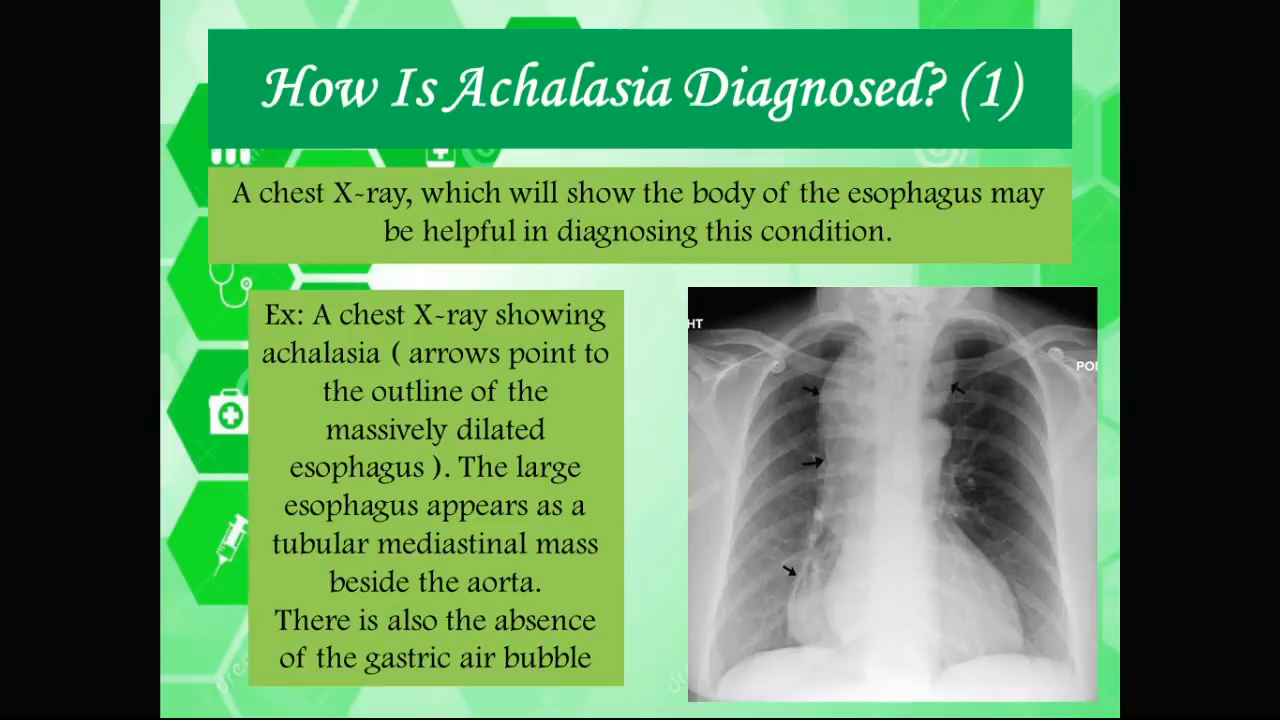 How Is Achalasia Diagnosed? (1)
A chest X-ray, which will show the body of the esophagus may
be helpful in diagnosing this condition.
Ex: A chest X-ray showing
achalasia ( arrows point to
the outline of the
massively dilated
esophagus ). The large
esophagus appears as a
tubular mediastinal mass
beside the aorta.
There is also the absence
of the gastric air bubble
HT
POI